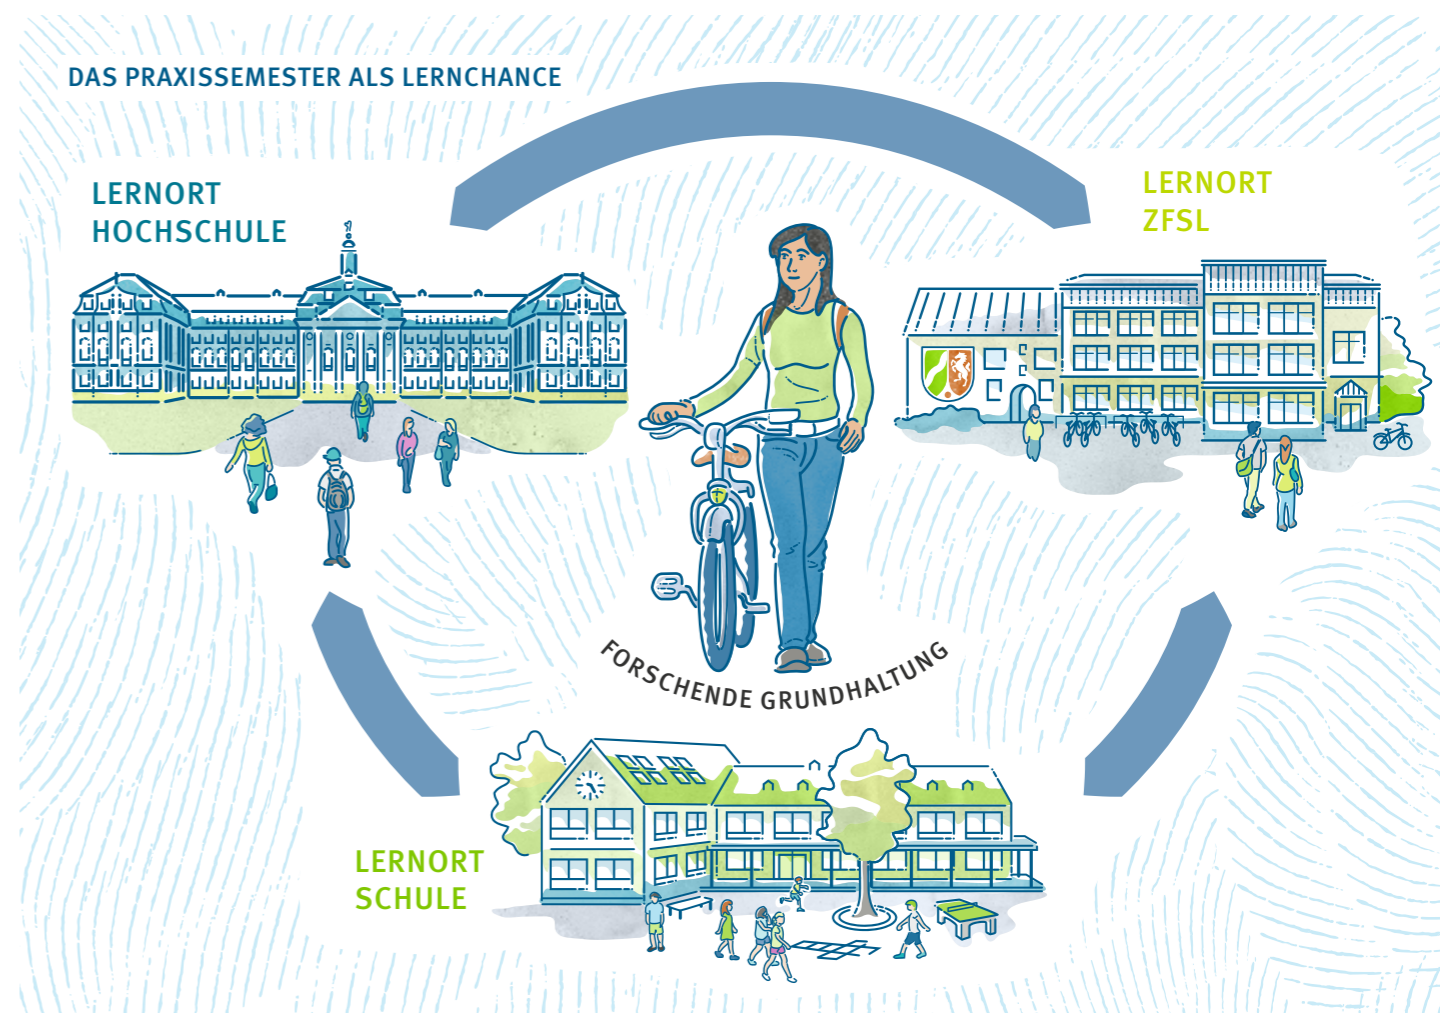 DAS PRAXISSEMESTER ALS LERNCHANCE
LERNORT
HOCHSCHULE
LERNORT
ZFSL
FORSCHENDE GRUNDHALTUNG
LERNORT
SCHULE